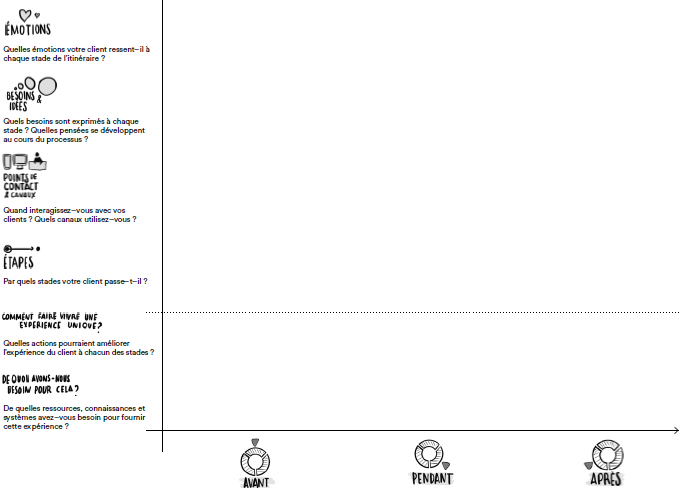 ÉMOTIONS
Quelles émotions votre client ressent-il à
chaque stade de l'itinéraire ?
BESOINS &
IDÉES
Quels besoins sont exprimés à chaque
stade ? Quelles pensées se développent
au cours du processus ?
POINTS DE
CONTACT
& CANAUX
Quand interagissez-vous avec vos
clients ? Quels canaux utilisez-vous ?
ÉTAPES
Par quels stades votre client passe-t-il ?
COMMENT FAIRE VIVRE UNE
EXPERIENCE UNIQUE?
Quelles actions pourraient améliorer
l'expérience du client à chacun des stades ?
DE QUOI AVONS-NOUS
BESOIN POUR CELA?
De quelles ressources, connaissances et
systèmes avez-vous besoin pour fournir
cette expérience ?
AVANT
PENDANT
APRÈS